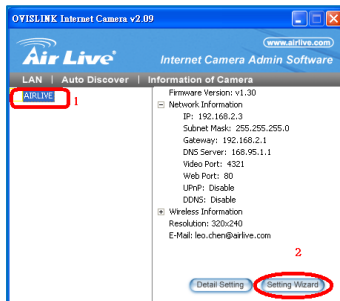 OVISLINK Internet Camera v2.09
Air Live
www.airlive.com
Internet Camera Admin Software
LAN | Auto Discover | Information of Camera
AIRLIVE
1
Firmware Version: v1.30
Network Information
IP: 192.168.2.3
Subnet Mask: 255.255.255.0
Gateway: 192.168.2.1
DNS Server: 168.95.1.1
Video Port: 4321
Web Port: 80
UPnP: Disable
DDNS: Disable
Wireless Information
Resolution: 320x240
E-Mail: leo.chen@airlive.com
2
Detail Setting
Setting Wizard